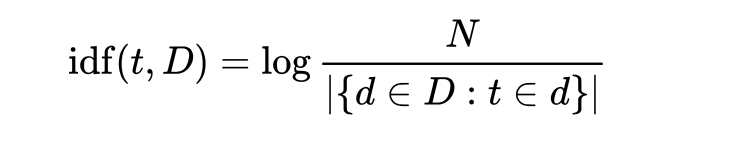 idf(t, D) = log N / |{d ∈ D : t ∈ d}|